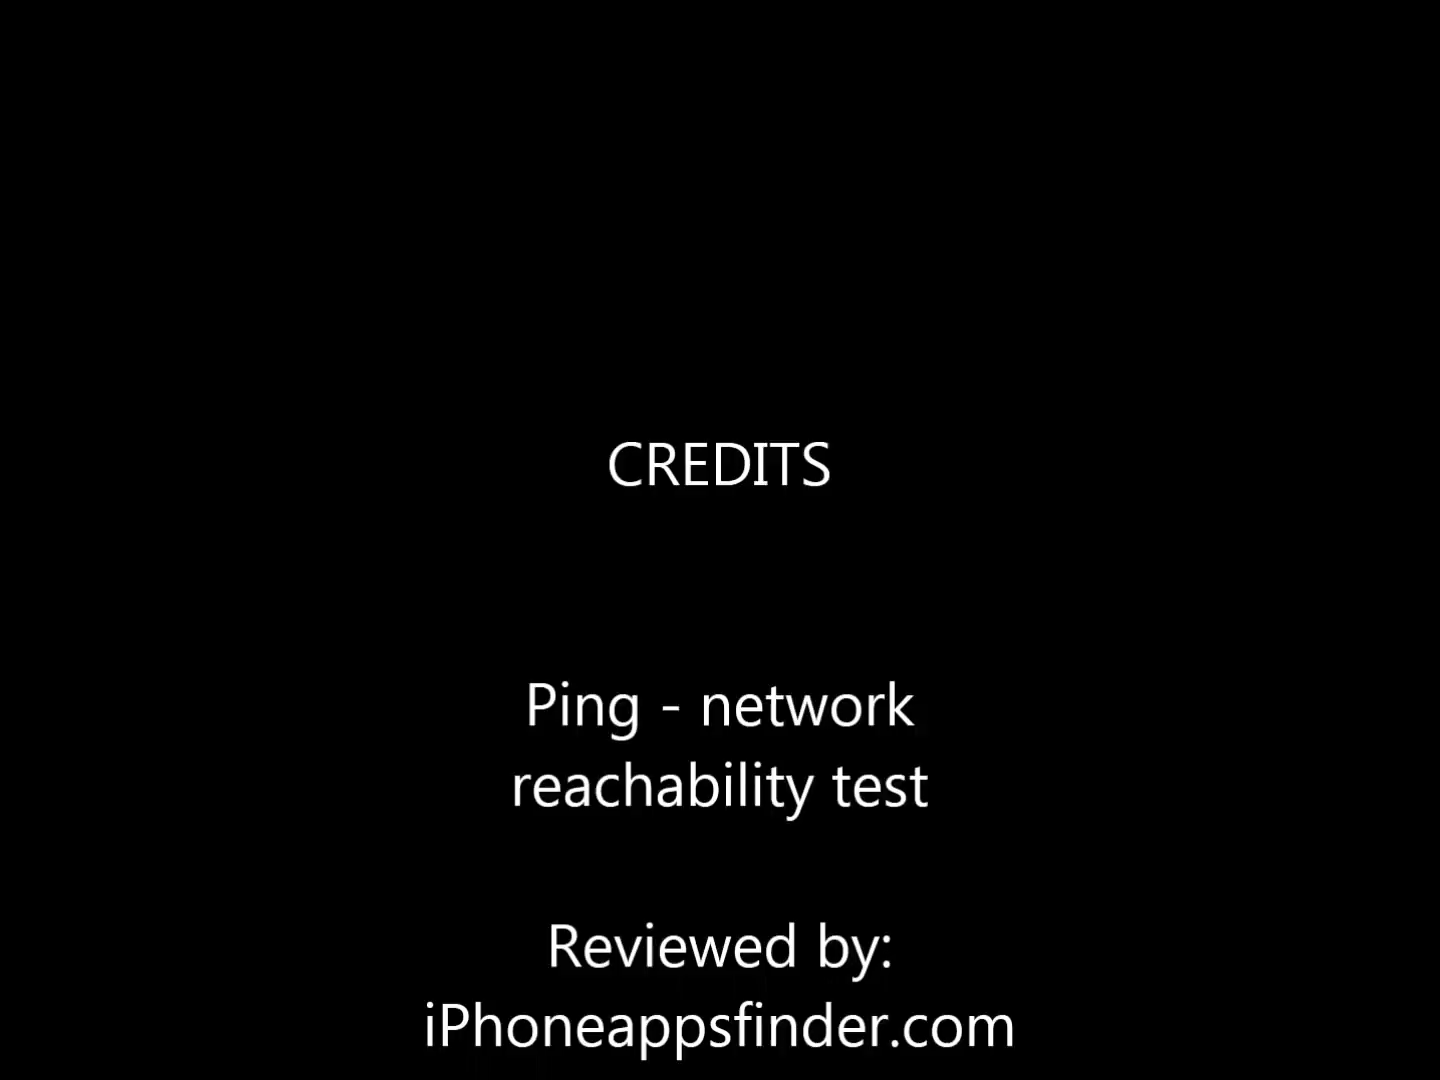 CREDITS
Ping - network
reachability test
Reviewed by:
iPhoneappsfinder.com